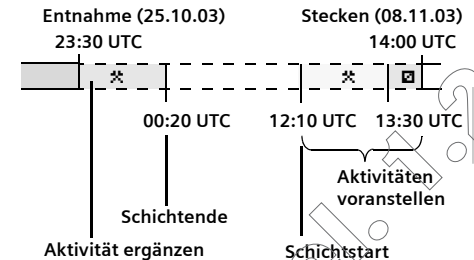 Entnahme (25.10.03) Stecken (08.11.03)
23:30 UTC 14:00 UTC
00:20 UTC 12:10 UTC 13:30 UTC
Aktivitäten
voranstellen
Schichtende
Aktivität ergänzen Schichtstart